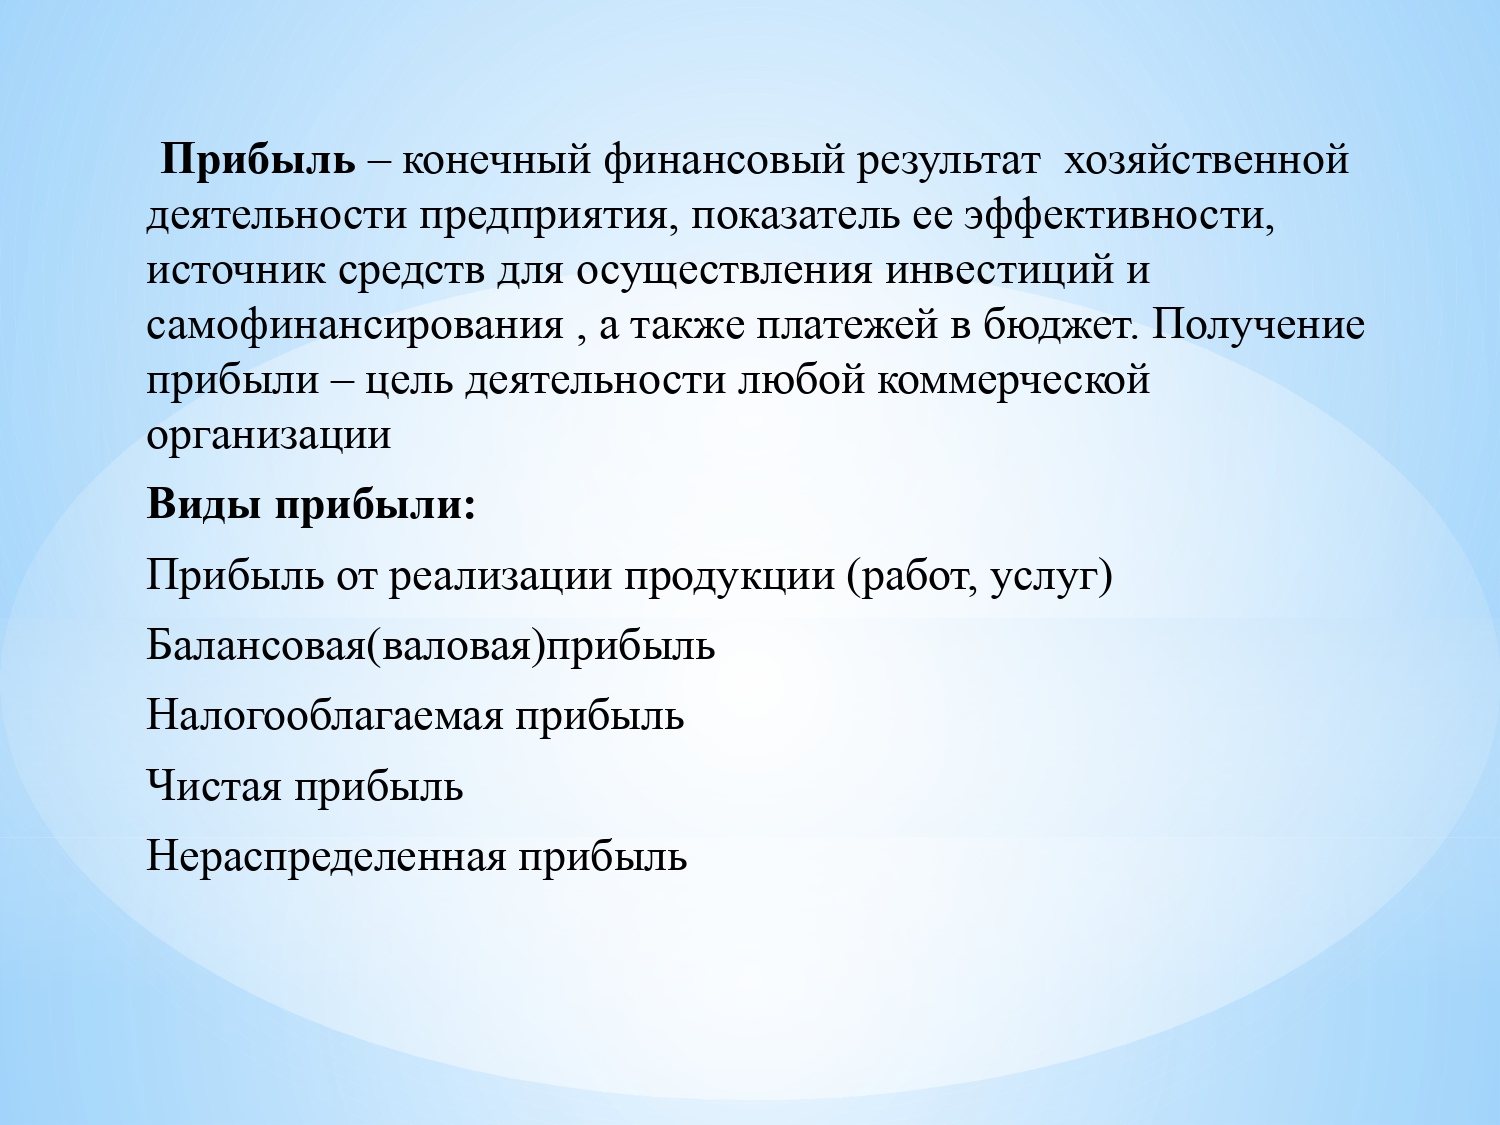 Прибыль – конечный финансовый результат хозяйственной
деятельности предприятия, показатель ее эффективности,
источник средств для осуществления инвестиций и
самофинансирования , а также платежей в бюджет. Получение
прибыли – цель деятельности любой коммерческой
организации
Виды прибыли:
Прибыль от реализации продукции (работ, услуг)
Балансовая(валовая)прибыль
Налогооблагаемая прибыль
Чистая прибыль
Нераспределенная прибыль